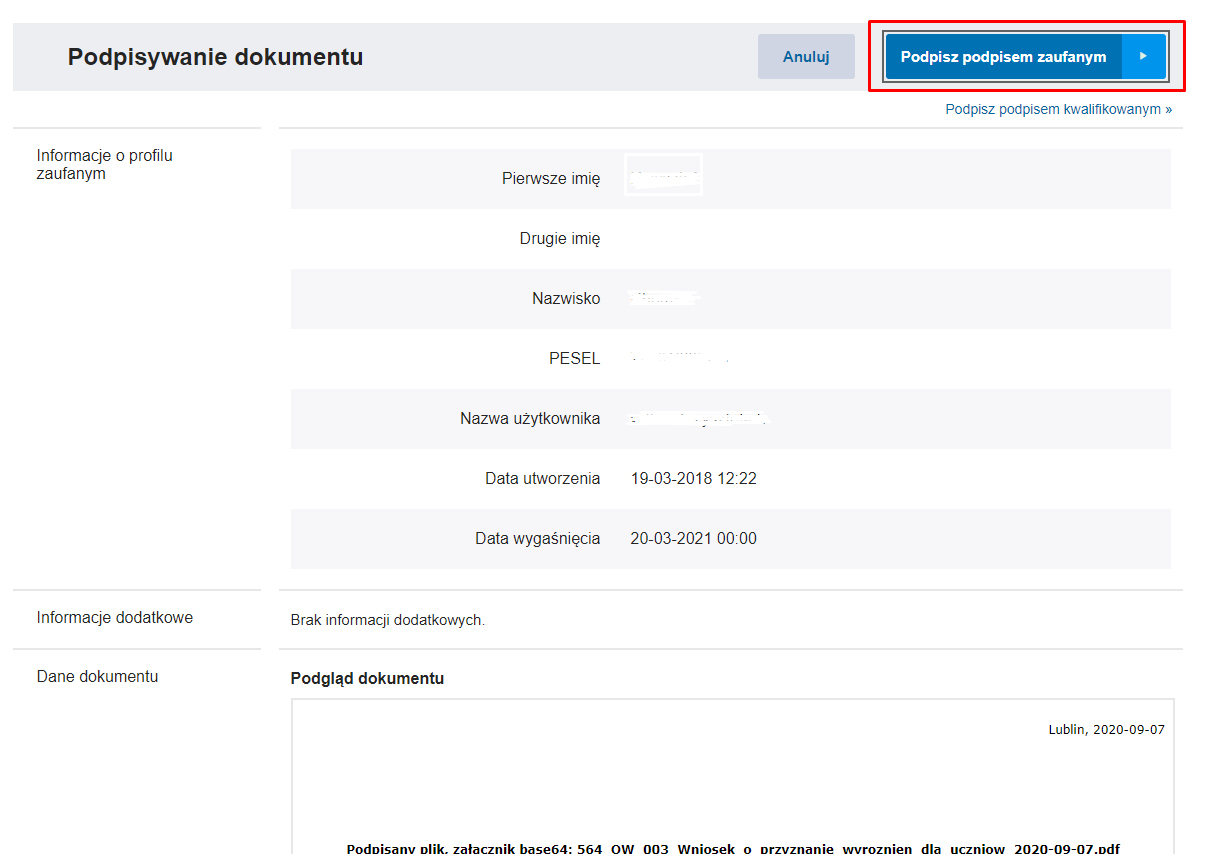 Podpisywanie dokumentu
Anuluj
Podpisz podpisem zaufanym
Podpisz podpisem kwalifikowanym »
Informacje o profilu
zaufanym
Pierwsze imię
Drugie imię
Nazwisko
PESEL
Nazwa użytkownika
Data utworzenia 19-03-2018 12:22
Data wygaśnięcia 20-03-2021 00:00
Informacje dodatkowe
Brak informacji dodatkowych.
Dane dokumentu
Podgląd dokumentu
Lublin, 2020-09-07
Podpisany plik, załącznik base64: 564_OW_003_Wniosek_o_przyznanie_wyroznien_dla_uczniow_2020-09-07.pdf